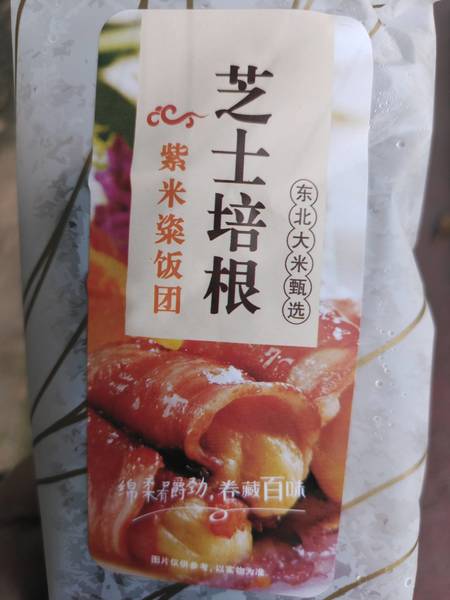 芝士培根
紫米粢饭团
东北大米甄选
绵柔有嚼劲,卷藏百味
图片仅供参考,以实物为准